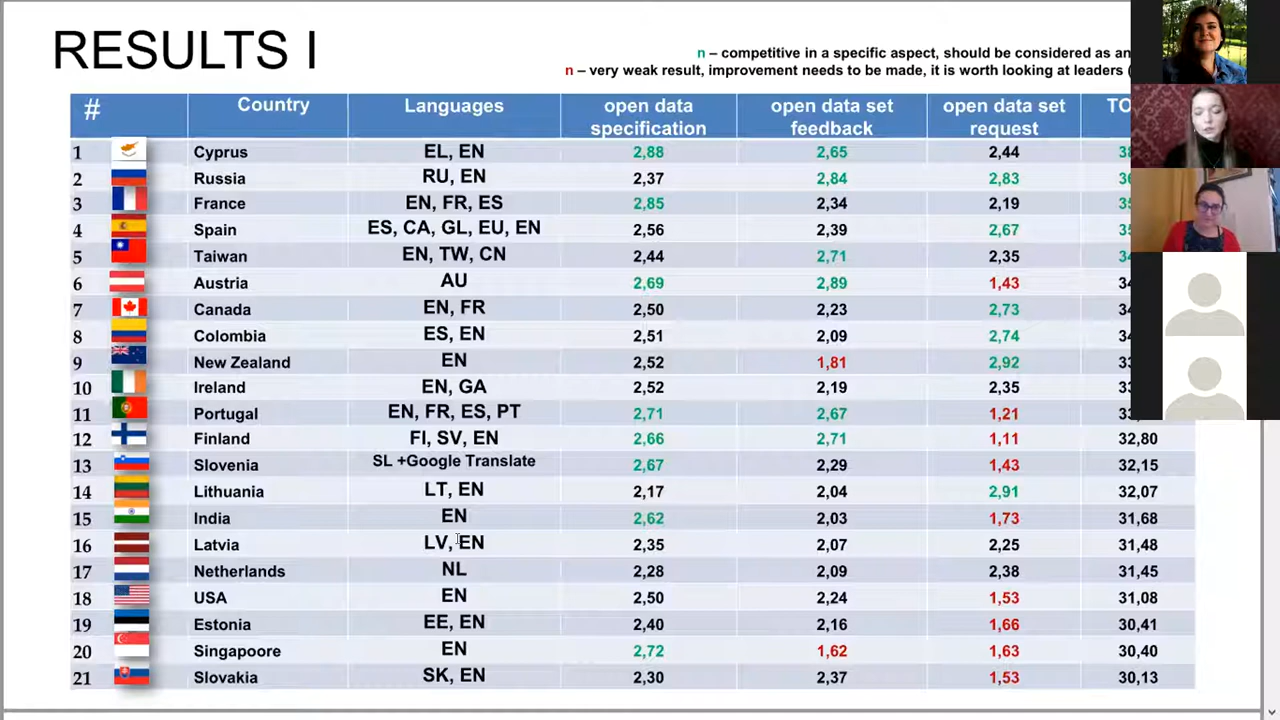 RESULTS I
n – competitive in a specific aspect, should be considered as an
n – very weak result, improvement needs to be made, it is worth looking at leaders (
# Country Languages open data specification open data set feedback open data set request
1 Cyprus EL, EN 2,88 2,65 2,44
2 Russia RU, EN 2,37 2,84 2,83
3 France EN, FR, ES 2,85 2,34 2,19
4 Spain ES, CA, GL, EU, EN 2,56 2,39 2,67
5 Taiwan EN, TW, CN 2,44 2,71 2,35
6 Austria AU 2,69 2,89 1,43
7 Canada EN, FR 2,50 2,23 2,73
8 Colombia ES, EN 2,51 2,09 2,74
9 New Zealand EN 2,52 1,81 2,92
10 Ireland EN, GA 2,52 2,19 2,35
11 Portugal EN, FR, ES, PT 2,71 2,67 1,21
12 Finland FI, SV, EN 2,66 2,71 1,11 32,80
13 Slovenia SL +Google Translate 2,67 2,29 1,43 32,15
14 Lithuania LT, EN 2,17 2,04 2,91 32,07
15 India EN 2,62 2,03 1,73 31,68
16 Latvia LV, EN 2,35 2,07 2,25 31,48
17 Netherlands NL 2,28 2,09 2,38 31,45
18 USA EN 2,50 2,24 1,53 31,08
19 Estonia EE, EN 2,40 2,16 1,66 30,41
20 Singapoore EN 2,72 1,62 1,63 30,40
21 Slovakia SK, EN 2,30 2,37 1,53 30,13